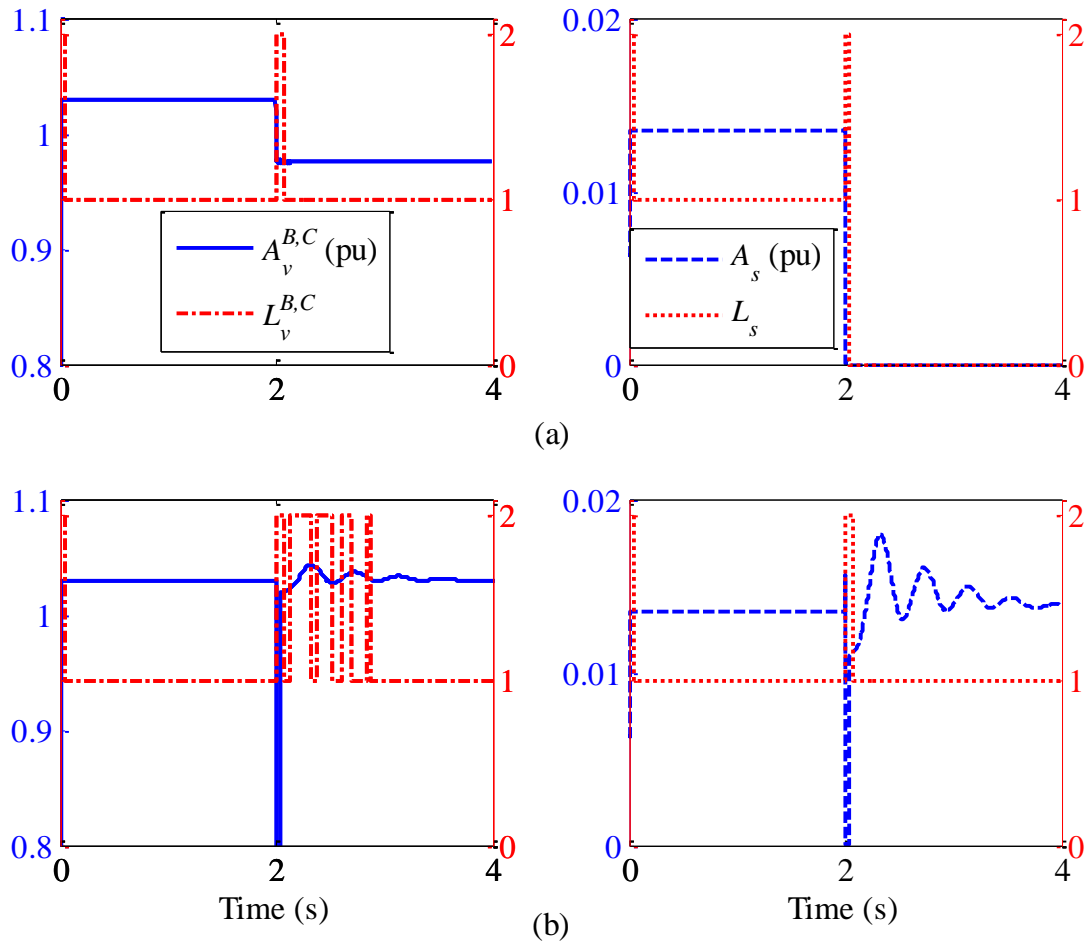 1.1 2 0.02 2
1 0.01
0.9 1 1
A_v^{B,C} (pu) A_s (pu)
L_v^{B,C} L_s
0.8 0 0 0
0 2 4 0 2 4
(a)
1.1 2 0.02 2
1 0.01
0.9 1 1
0.8 0 0 0
0 2 4 0 2 4
Time (s) Time (s)
(b)